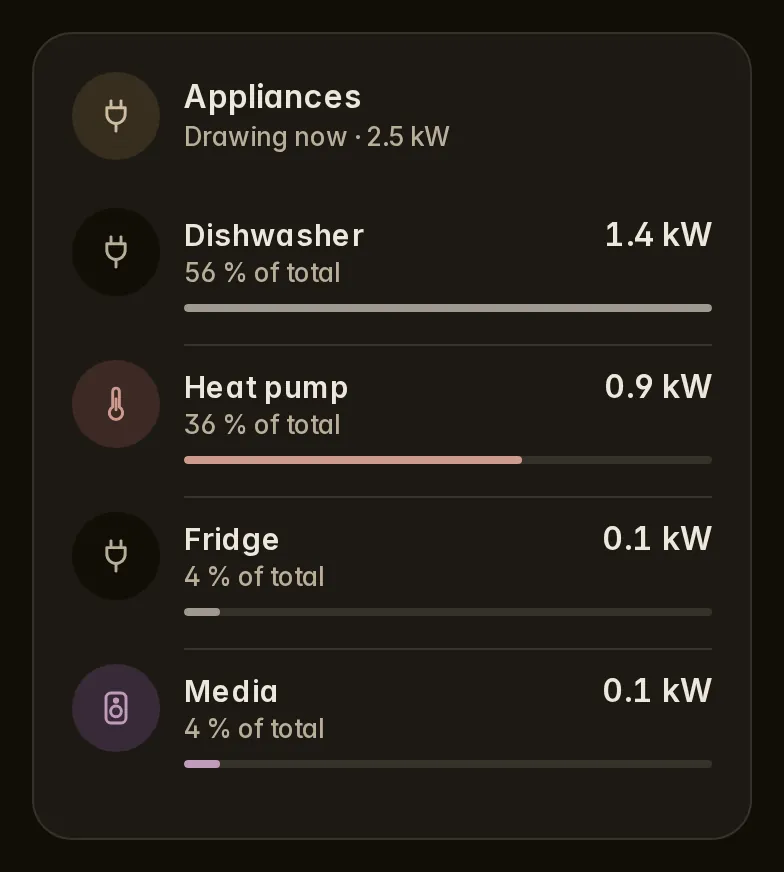 Appliances
Drawing now · 2.5 kW
Dishwasher
1.4 kW
56 % of total
Heat pump
0.9 kW
36 % of total
Fridge
0.1 kW
4 % of total
Media
0.1 kW
4 % of total